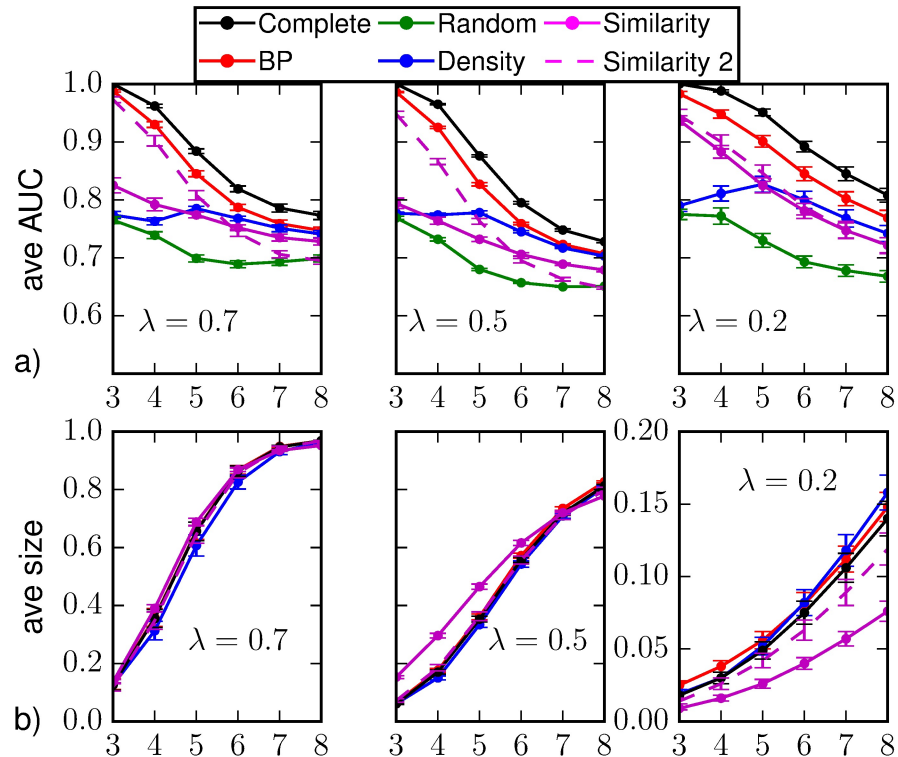 Complete Random Similarity
BP Density Similarity 2
ave AUC
1.0
0.9
0.8
0.7
0.6
λ = 0.7
λ = 0.5
λ = 0.2
a)
3 4 5 6 7 8
3 4 5 6 7 8
3 4 5 6 7 8
ave size
1.0
0.8
0.6
0.4
0.2
0.0
λ = 0.7
λ = 0.5
0.20
0.15
0.10
0.05
0.00
λ = 0.2
b)
3 4 5 6 7 8
3 4 5 6 7 8
3 4 5 6 7 8